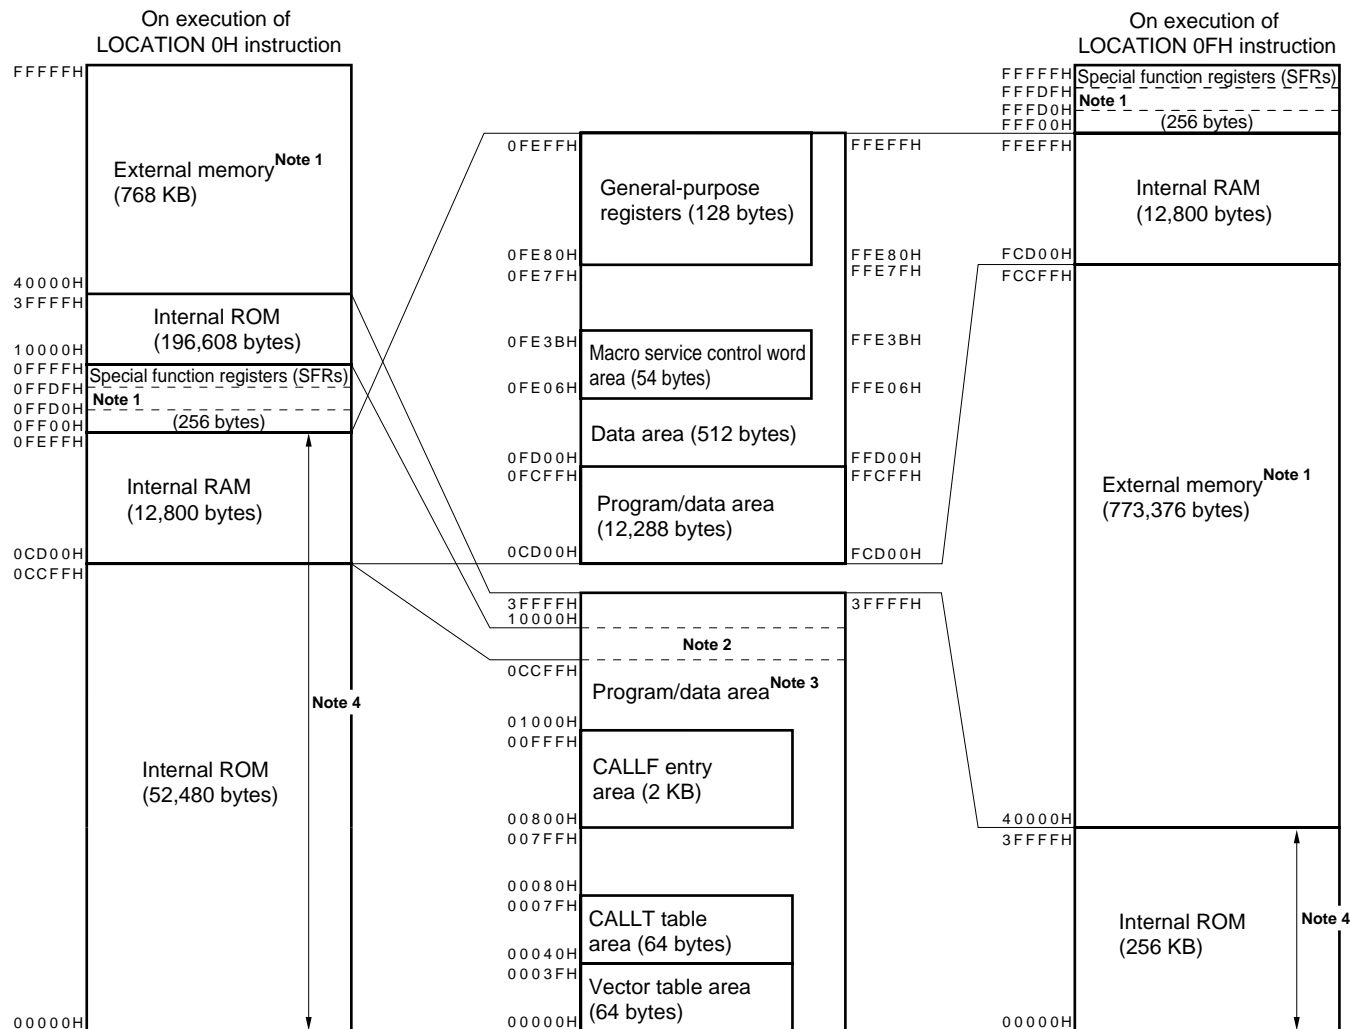 On execution of
LOCATION 0H instruction
FFFFFH
External memory Note 1
(768 KB)
40000H
3FFFFH
Internal ROM
(196,608 bytes)
10000H
0FFFFH
Special function registers (SFRs)
0FFDFH
Note 1
0FFD0H
(256 bytes)
0FF00H
0FEFFH
Internal RAM
(12,800 bytes)
0CD00H
0CCFFH
Note 4
Internal ROM
(52,480 bytes)
00000H
0FEFFH
FFEFFH
General-purpose
registers (128 bytes)
0FE80H
FFE80H
0FE7FH
FFE7FH
0FE3BH
FFE3BH
Macro service control word
area (54 bytes)
0FE06H
FFE06H
Data area (512 bytes)
0FD00H
FFD00H
0FCFFH
FFCFFH
Program/data area
(12,288 bytes)
0CD00H
FCD00H
3FFFFH
3FFFFH
10000H
Note 2
0CCFFH
Program/data area Note 3
01000H
00FFFH
CALLF entry
area (2 KB)
00800H
007FFH
00080H
0007FH
CALLT table
area (64 bytes)
00040H
0003FH
Vector table area
(64 bytes)
00000H
On execution of
LOCATION 0FH instruction
FFFFFH
Special function registers (SFRs)
FFFDFH
Note 1
FFFD0H
(256 bytes)
FFF00H
FFEFFH
Internal RAM
(12,800 bytes)
FCD00H
FCCFFH
External memory Note 1
(773,376 bytes)
40000H
3FFFFH
Internal ROM
(256 KB)
Note 4
00000H